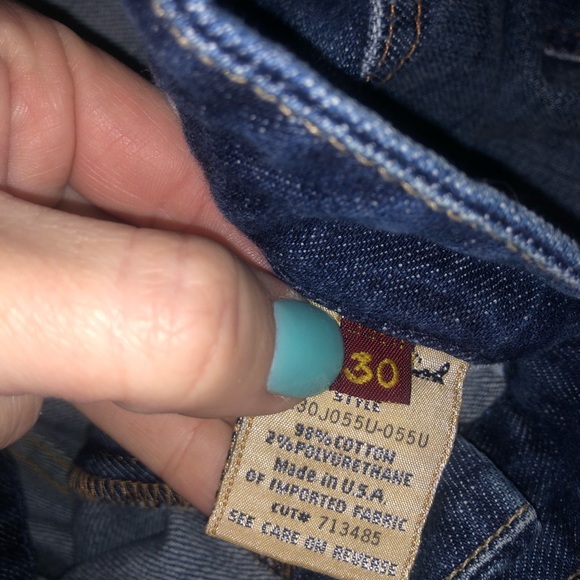 30
STYLE
30J055U-055U
98% COTTON
2% POLYURETHANE
Made in U.S.A
OF IMPORTED FABRIC
CUT# 713485
SEE CARE ON REVERSE